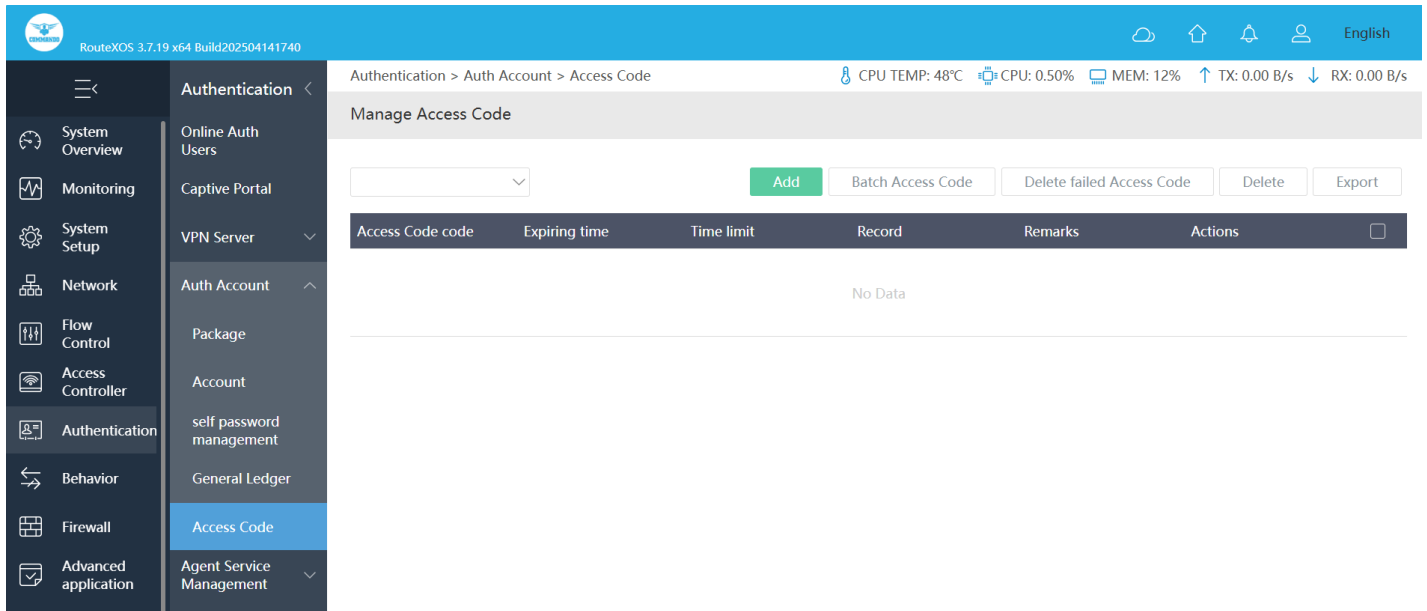 COMMANDO
RouteXOS 3.7.19 x64 Build202504141740
English
Authentication
Authentication > Auth Account > Access Code
CPU TEMP: 48℃
CPU: 0.50%
MEM: 12%
TX: 0.00 B/s
RX: 0.00 B/s
System
Overview
Monitoring
System
Setup
Network
Flow
Control
Access
Controller
Authentication
Behavior
Firewall
Advanced
application
Online Auth
Users
Captive Portal
VPN Server
Auth Account
Package
Account
self password
management
General Ledger
Access Code
Agent Service
Management
Manage Access Code
Add
Batch Access Code
Delete failed Access Code
Delete
Export
Access Code code
Expiring time
Time limit
Record
Remarks
Actions
No Data